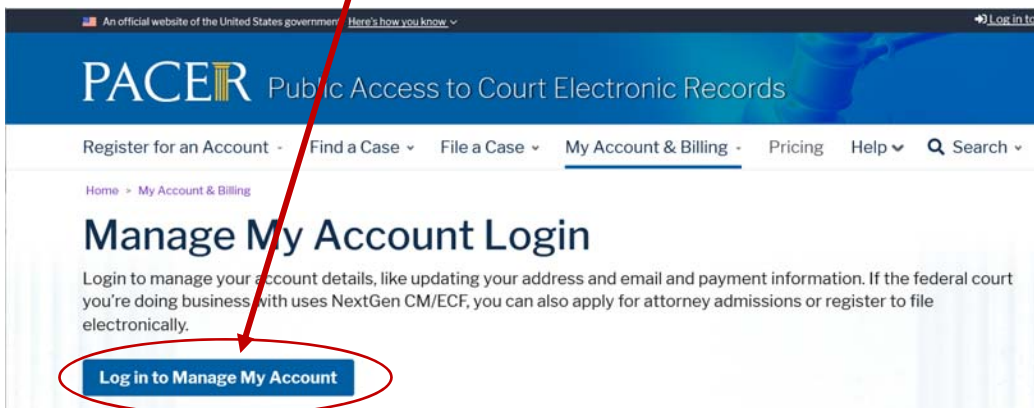 An official website of the United States government Here's how you know
Log in to
PACER Public Access to Court Electronic Records
Register for an Account Find a Case File a Case My Account & Billing Pricing Help Search
Home > My Account & Billing
Manage My Account Login
Login to manage your account details, like updating your address and email and payment information. If the federal court
you're doing business with uses NextGen CM/ECF, you can also apply for attorney admissions or register to file
electronically.
Log in to Manage My Account